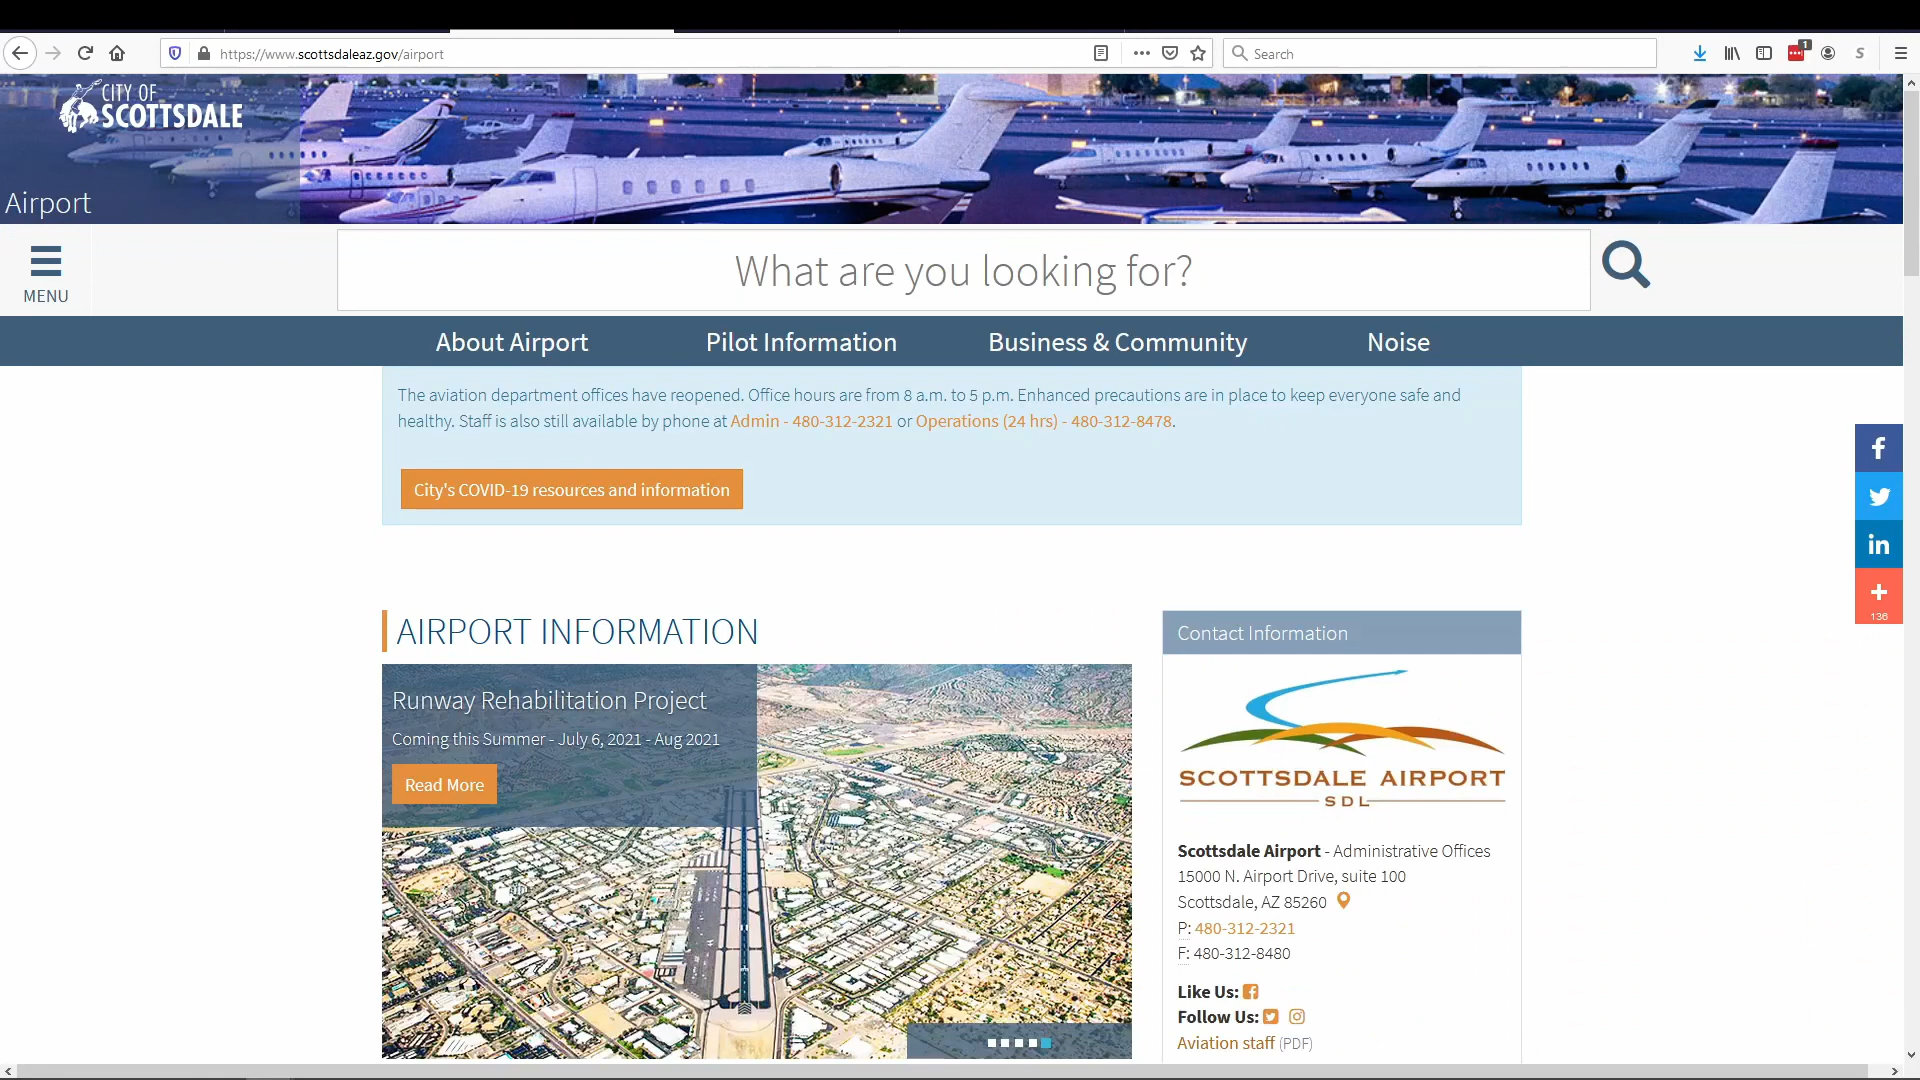 https://www.scottsdaleaz.gov/airport
Search
1
CITY OF
SCOTTSDALE
Airport
MENU
What are you looking for?
About Airport
Pilot Information
Business & Community
Noise
The aviation department offices have reopened. Office hours are from 8 a.m. to 5 p.m. Enhanced precautions are in place to keep everyone safe and
healthy. Staff is also still available by phone at Admin - 480-312-2321 or Operations (24 hrs) - 480-312-8478.
City's COVID-19 resources and information
136
AIRPORT INFORMATION
Runway Rehabilitation Project
Coming this Summer - July 6, 2021 - Aug 2021
Read More
Contact Information
SCOTTSDALE AIRPORT
SDL
Scottsdale Airport - Administrative Offices
15000 N. Airport Drive, suite 100
Scottsdale, AZ 85260
P: 480-312-2321
F: 480-312-8480
Like Us:
Follow Us:
Aviation staff (PDF)